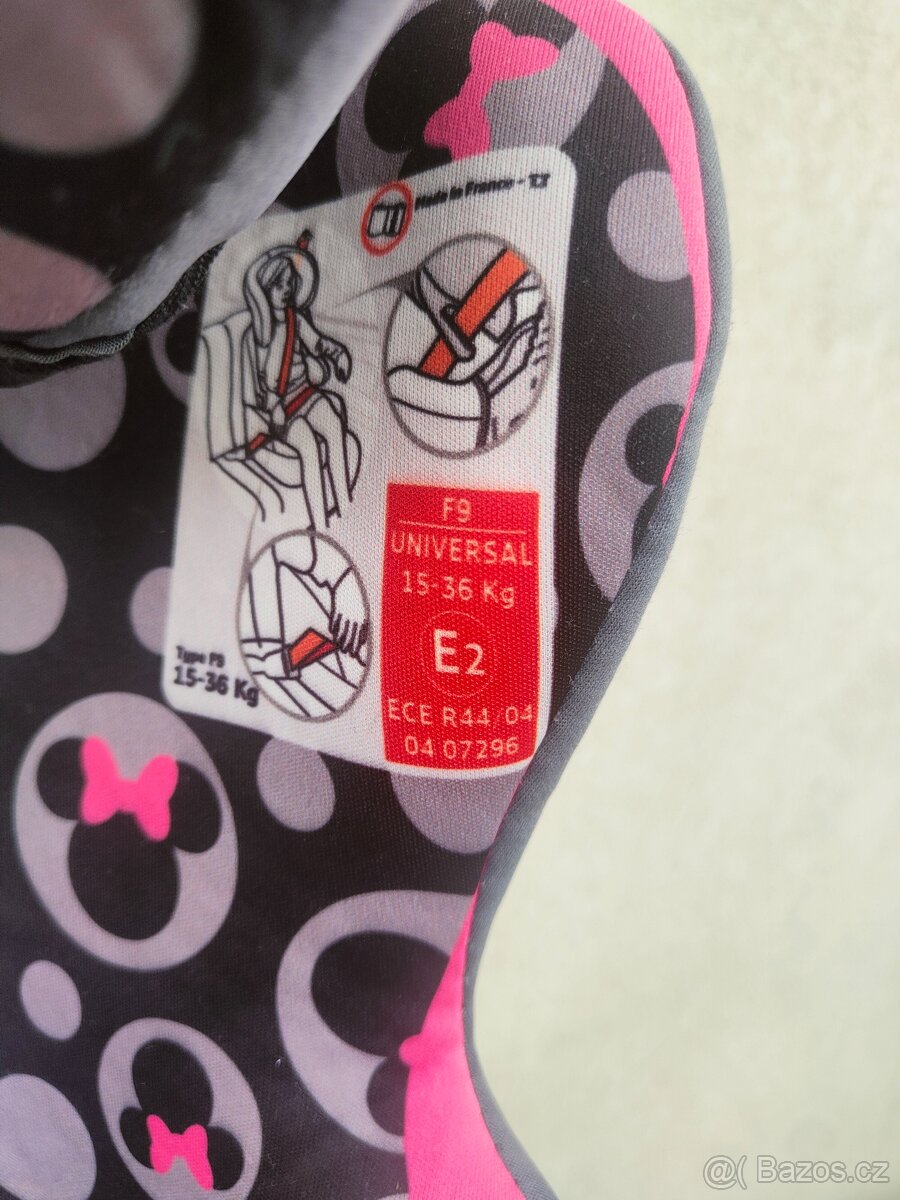 Made in France - TT
F9
UNIVERSAL
15-36 Kg
E2
ECE R44/04
04 07296
Type F9
15-36 Kg
@( Bazos.cz